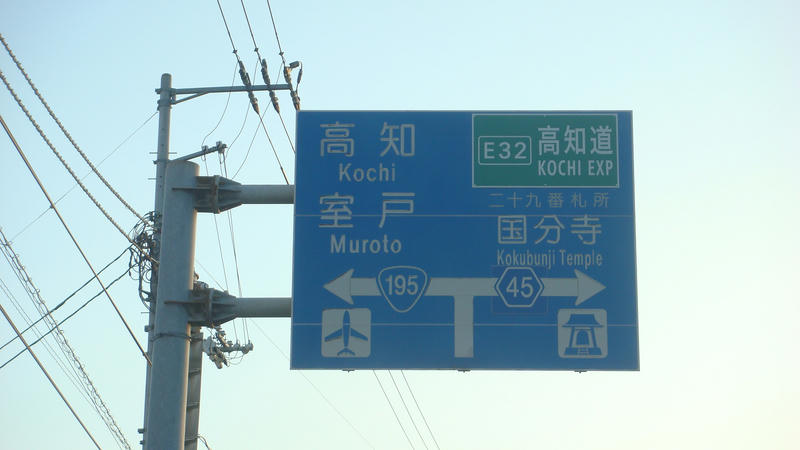 高知
Kochi
室戸
Muroto
E32 高知道
KOCHI EXP
二十九番札所
国分寺
Kokubunji Temple
195
45